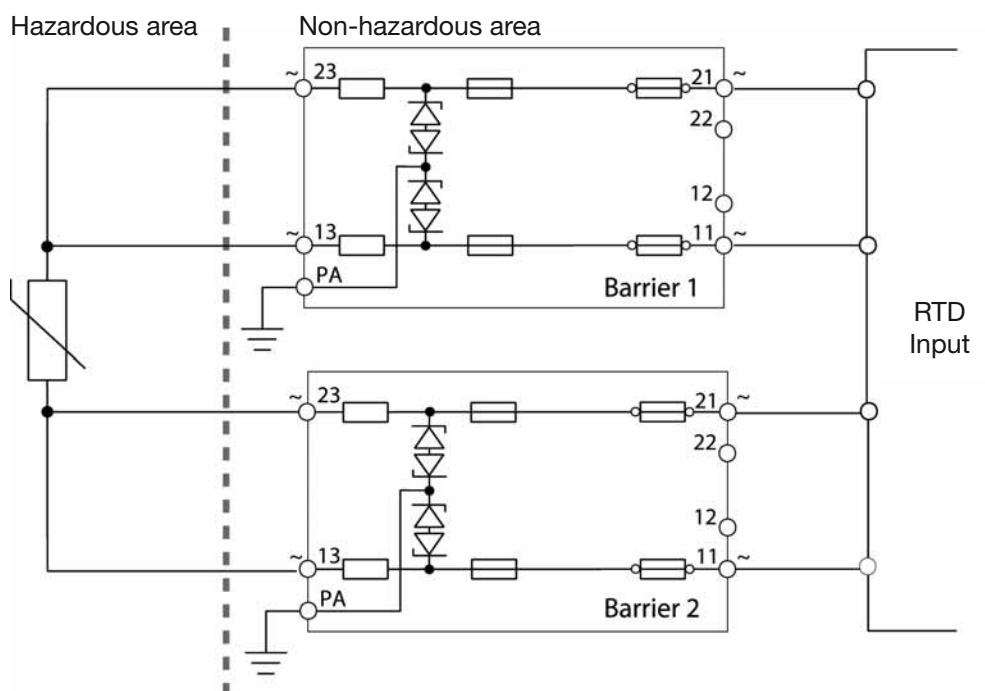 Hazardous area
Non-hazardous area
~ 23
21 ~
22
12
~ 13
11 ~
PA
Barrier 1
RTD
Input
~ 23
21 ~
22
12
~ 13
11 ~
PA
Barrier 2